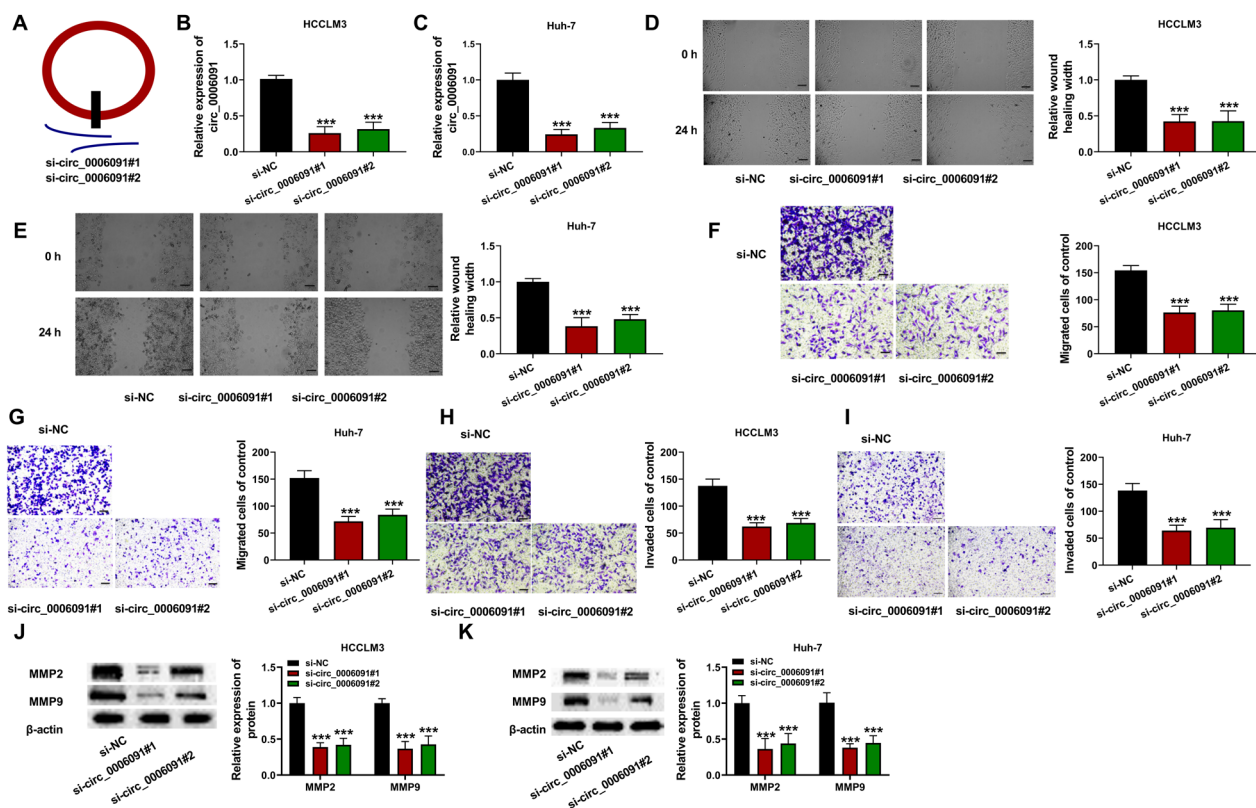 A
si-circ_0006091#1
si-circ_0006091#2
B
HCCLM3
Relative expression of
circ_0006091
1.5
1.0
0.5
0.0
***
***
si-NC
si-circ_0006091#1
si-circ_0006091#2
C
Huh-7
Relative expression of
circ_0006091
1.5
1.0
0.5
0.0
***
***
si-NC
si-circ_0006091#1
si-circ_0006091#2
D
0 h
24 h
si-NC
si-circ_0006091#1
si-circ_0006091#2
HCCLM3
Relative wound
healing width
1.5
1.0
0.5
0.0
***
***
si-NC
si-circ_0006091#1
si-circ_0006091#2
E
0 h
24 h
si-NC
si-circ_0006091#1
si-circ_0006091#2
Huh-7
Relative wound
healing width
1.5
1.0
0.5
0.0
***
***
si-NC
si-circ_0006091#1
si-circ_0006091#2
F
si-NC
si-circ_0006091#1
si-circ_0006091#2
HCCLM3
Migrated cells of control
200
150
100
50
0
***
***
si-NC
si-circ_0006091#1
si-circ_0006091#2
G
si-NC
si-circ_0006091#1
si-circ_0006091#2
Huh-7
Migrated cells of control
200
150
100
50
0
***
***
si-NC
si-circ_0006091#1
si-circ_0006091#2
H
si-NC
si-circ_0006091#1
si-circ_0006091#2
HCCLM3
Invaded cells of control
200
150
100
50
0
***
***
si-NC
si-circ_0006091#1
si-circ_0006091#2
I
si-NC
si-circ_0006091#1
si-circ_0006091#2
Huh-7
Invaded cells of control
200
150
100
50
0
***
***
si-NC
si-circ_0006091#1
si-circ_0006091#2
J
MMP2
MMP9
β-actin
si-NC
si-circ_0006091#1
si-circ_0006091#2
HCCLM3
si-NC
si-circ_0006091#1
si-circ_0006091#2
Relative expression of
protein
1.5
1.0
0.5
0.0
*** ***
*** ***
MMP2
MMP9
K
MMP2
MMP9
β-actin
si-NC
si-circ_0006091#1
si-circ_0006091#2
Huh-7
si-NC
si-circ_0006091#1
si-circ_0006091#2
Relative expression of
protein
1.5
1.0
0.5
0.0
*** ***
*** ***
MMP2
MMP9